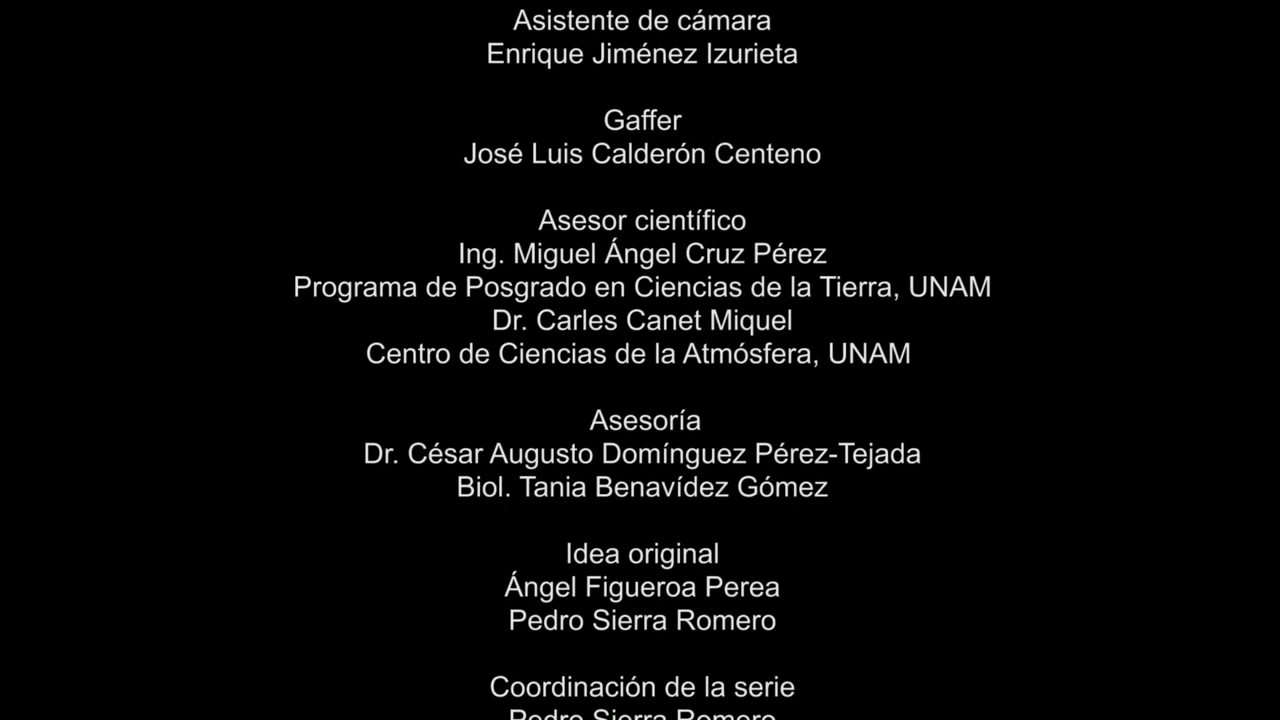 Asistente de cámara
Enrique Jiménez Izurieta
Gaffer
José Luis Calderón Centeno
Asesor científico
Ing. Miguel Ángel Cruz Pérez
Programa de Posgrado en Ciencias de la Tierra, UNAM
Dr. Carles Canet Miquel
Centro de Ciencias de la Atmósfera, UNAM
Asesoría
Dr. César Augusto Domínguez Pérez-Tejada
Biol. Tania Benavídez Gómez
Idea original
Ángel Figueroa Perea
Pedro Sierra Romero
Coordinación de la serie
Pedro Sierra Romero